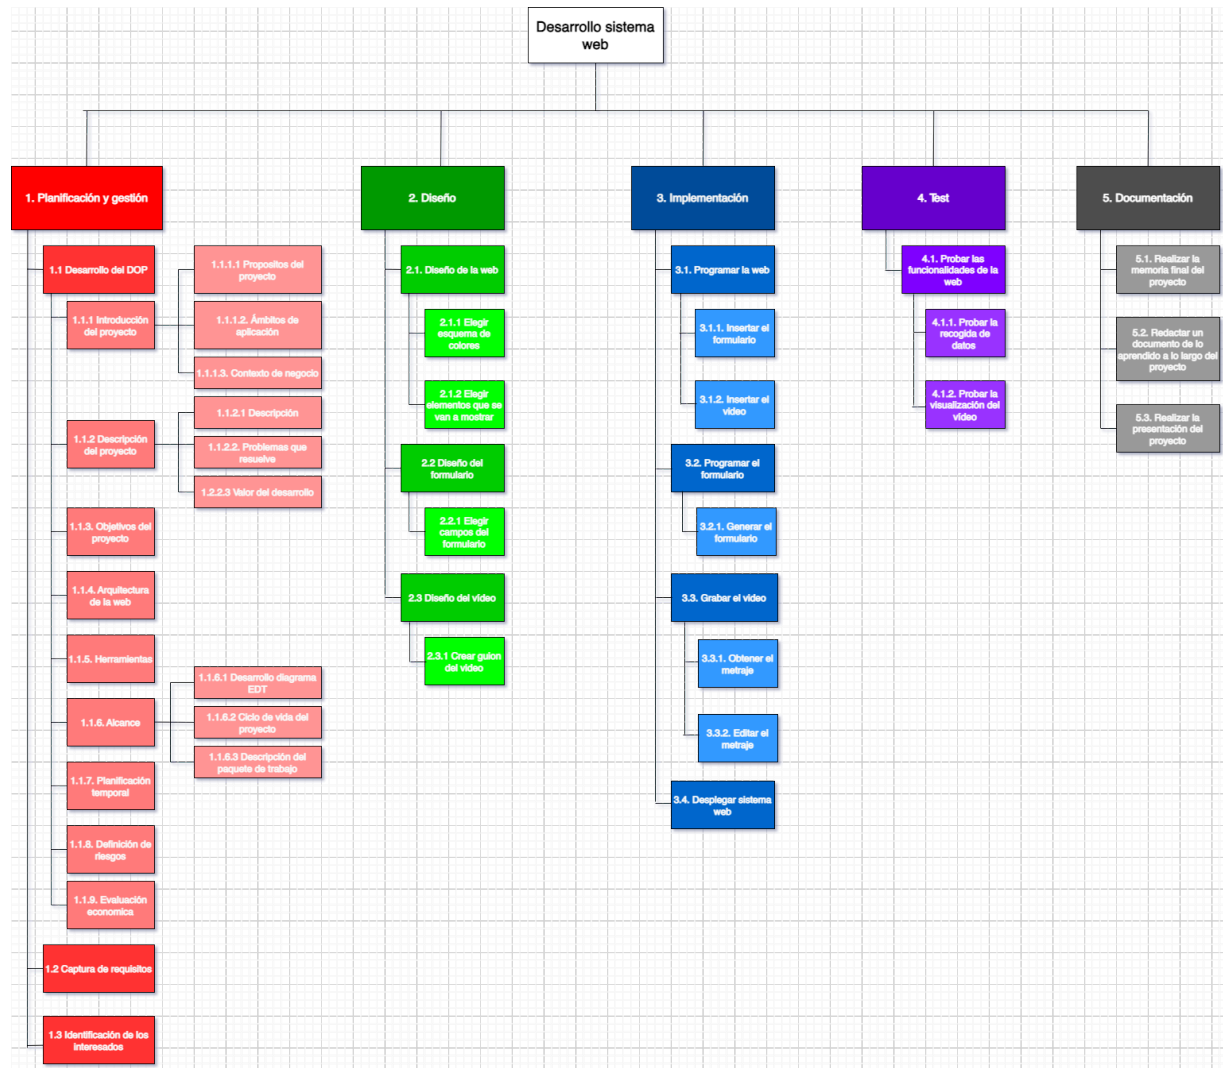 Desarrollo sistema
web
1. Planificación y gestión
1.1 Desarrollo del DOP
1.1.1 Introducción
del proyecto
1.1.1.1 Propositos del
proyecto
1.1.1.2. Ámbitos de
aplicación
1.1.1.3. Contexto de negocio
1.1.2 Descripción
del proyecto
1.1.2.1 Descripción
1.1.2.2. Problemas que
resuelve
1.2.2.3 Valor del desarrollo
1.1.3. Objetivos del
proyecto
1.1.4. Arquitectura
de la web
1.1.5. Herramientas
1.1.6. Alcance
1.1.6.1 Desarrollo diagrama
EDT
1.1.6.2 Ciclo de vida del
proyecto
1.1.6.3 Descripción del
paquete de trabajo
1.1.7. Planificación
temporal
1.1.8. Definición de
riesgos
1.1.9. Evaluación
economica
1.2 Captura de requisitos
1.3 Identificación de los
interesados
2. Diseño
2.1. Diseño de la web
2.1.1 Elegir
esquema de
colores
2.1.2 Elegir
elementos que se
van a mostrar
2.2 Diseño del
formulario
2.2.1 Elegir
campos del
formulario
2.3 Diseño del vídeo
2.3.1 Crear guion
del video
3. Implementación
3.1. Programar la web
3.1.1. Insertar el
formulario
3.1.2. Insertar el
video
3.2. Programar el
formulario
3.2.1. Generar el
formulario
3.3. Grabar el video
3.3.1. Obtener el
metraje
3.3.2. Editar el
metraje
3.4. Desplegar sistema
web
4. Test
4.1. Probar las
funcionalidades de la
web
4.1.1. Probar la
recogida de
datos
4.1.2. Probar la
visualización del
vídeo
5. Documentación
5.1. Realizar la
memoria final del
proyecto
5.2. Redactar un
documento de lo
aprendido a lo largo del
proyecto
5.3. Realizar la
presentación del
proyecto